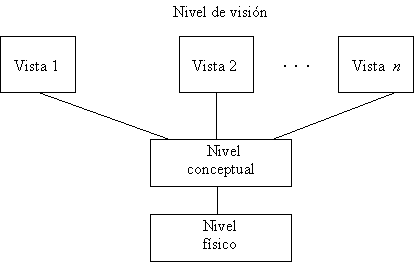 Nivel de visión
Vista 1
Vista 2
. . .
Vista n
Nivel
conceptual
Nivel
físico